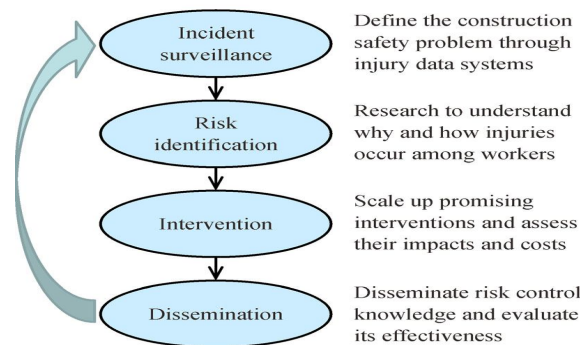 Incident
surveillance
Define the construction
safety problem through
injury data systems
Risk
identification
Research to understand
why and how injuries
occur among workers
Intervention
Scale up promising
interventions and assess
their impacts and costs
Dissemination
Disseminate risk control
knowledge and evaluate
its effectiveness